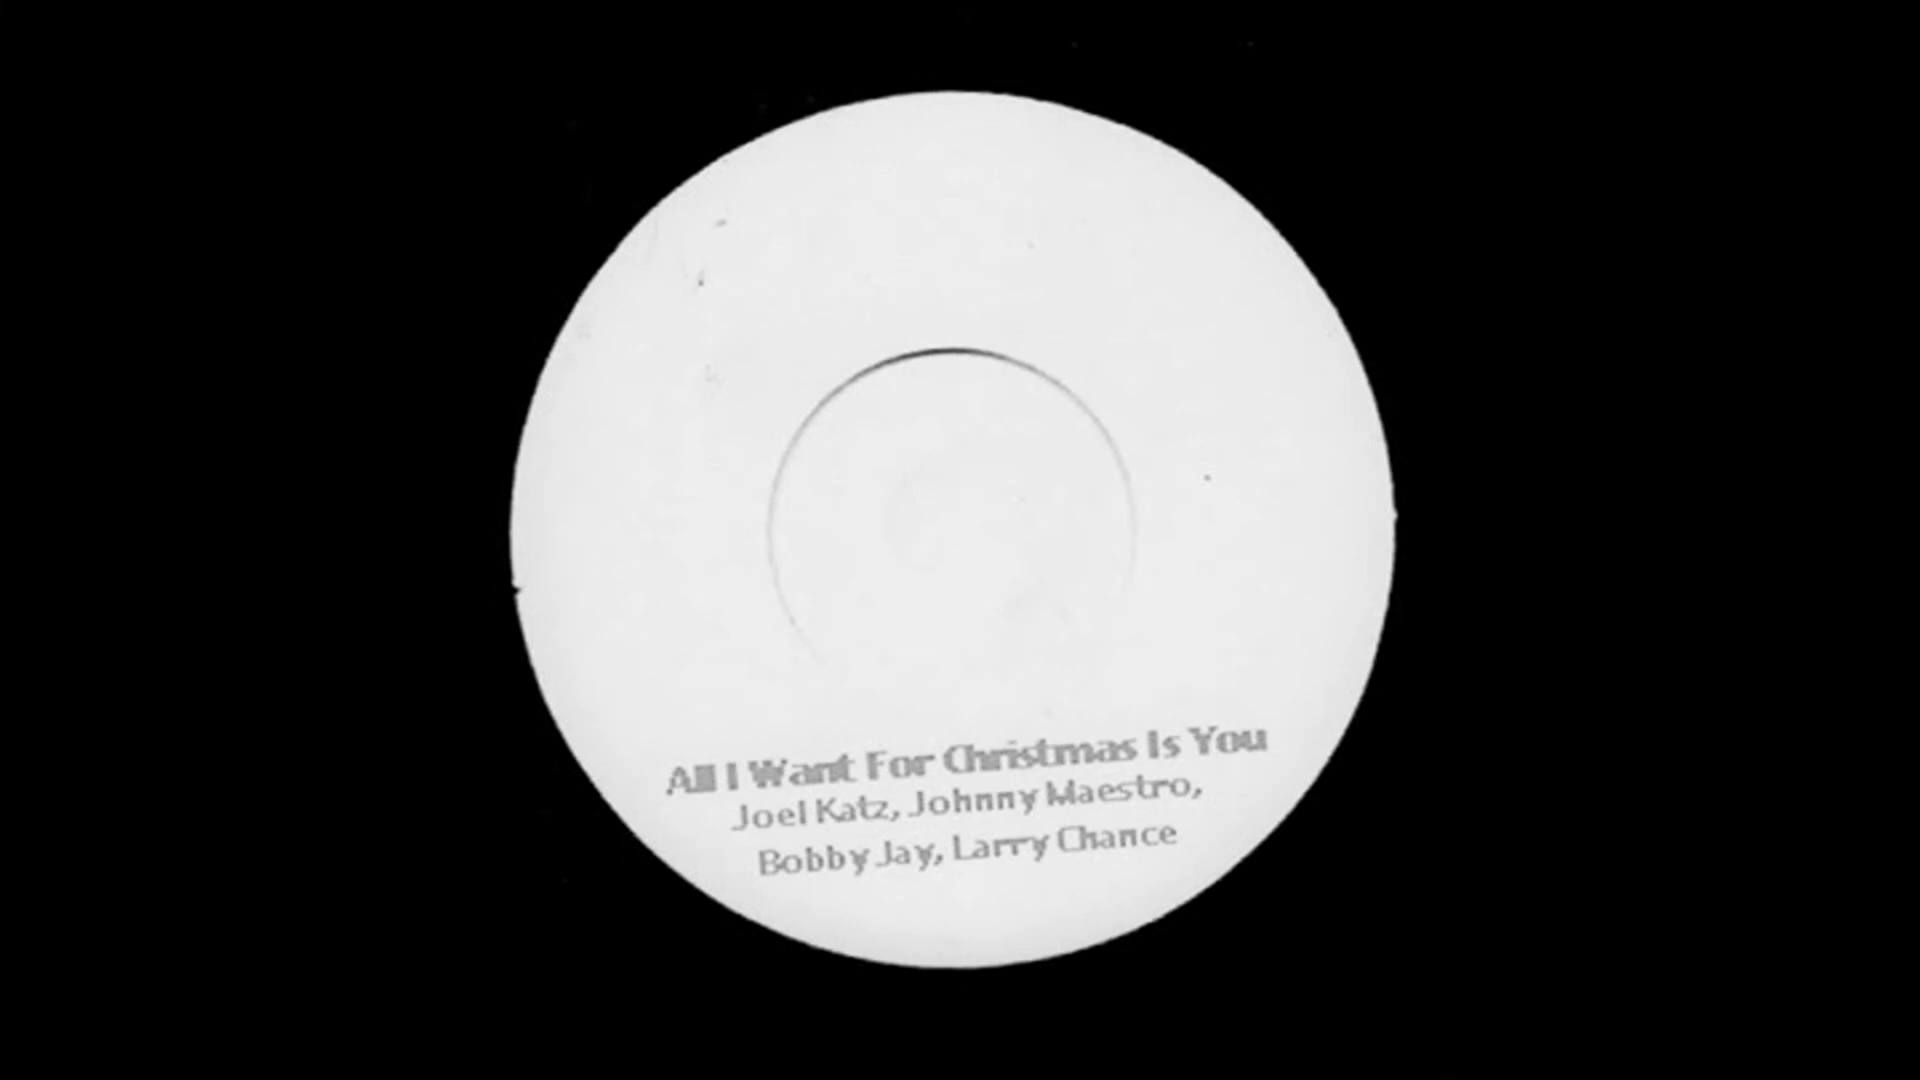 All I Want For Christmas Is You
Joel Katz, Johnny Maestro,
Bobby Jay, Larry Chance